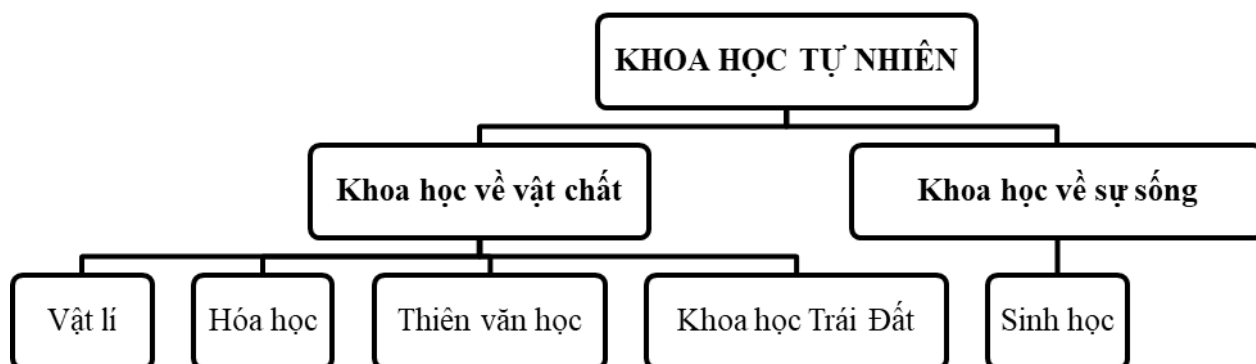 KHOA HỌC TỰ NHIÊN
Khoa học về vật chất
Khoa học về sự sống
Vật lí
Hóa học
Thiên văn học
Khoa học Trái Đất
Sinh học